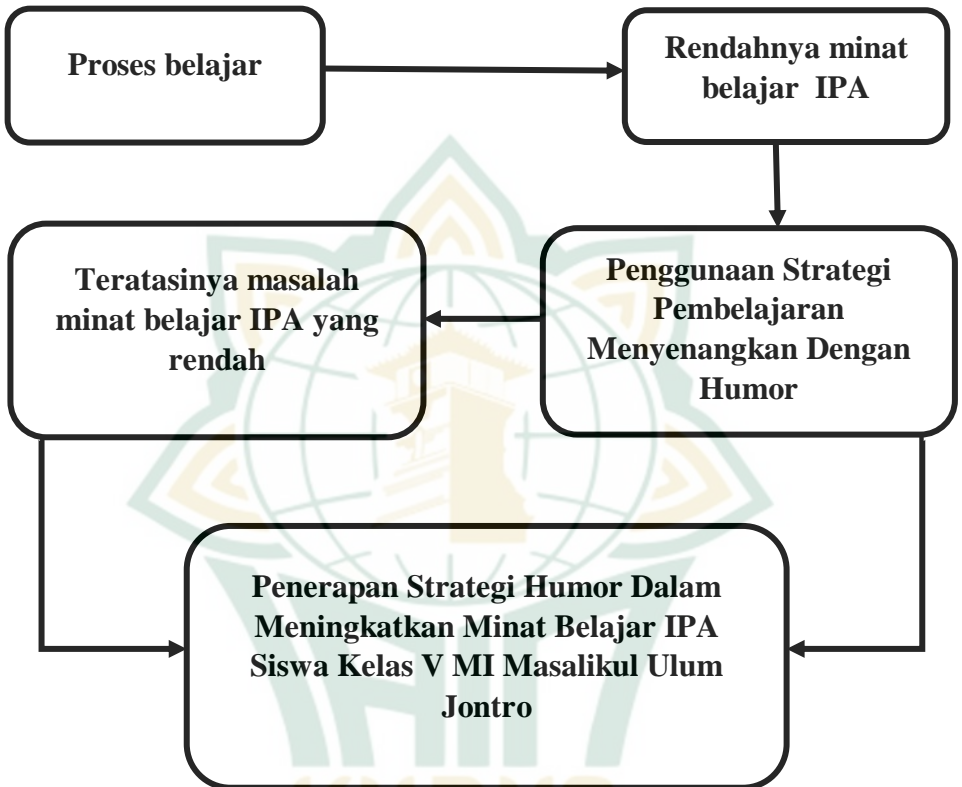 Proses belajar
Rendahnya minat
belajar IPA
Teratasinya masalah
minat belajar IPA yang
rendah
Penggunaan Strategi
Pembelajaran
Menyenangkan Dengan
Humor
Penerapan Strategi Humor Dalam
Meningkatkan Minat Belajar IPA
Siswa Kelas V MI Masalikul Ulum
Jontro